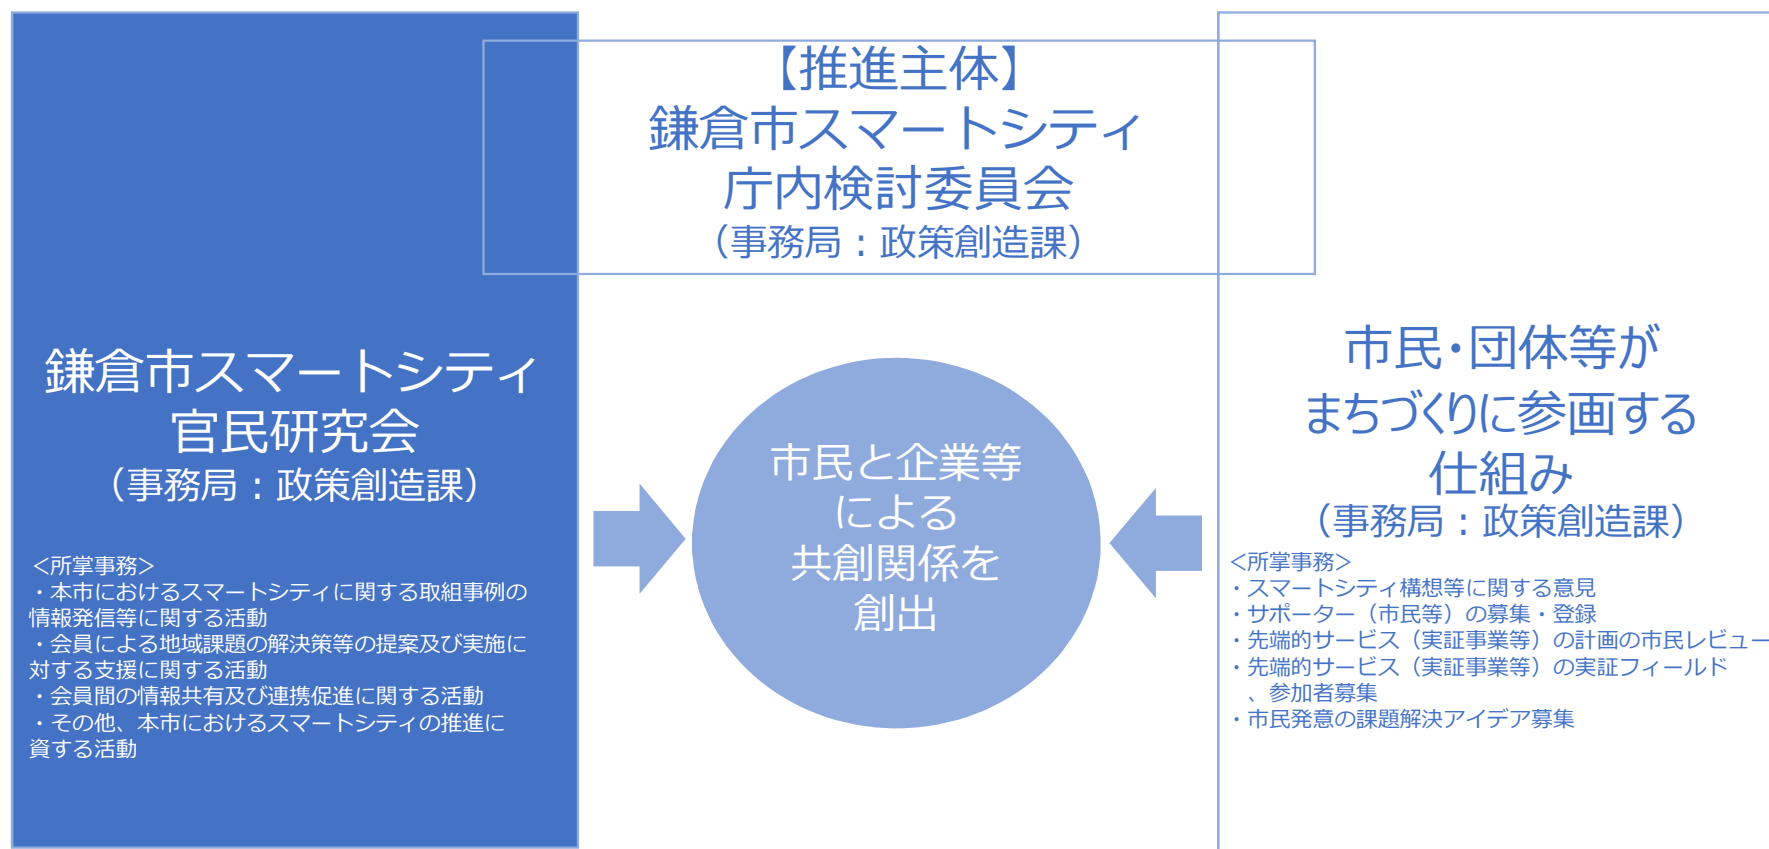 【推進主体】
鎌倉市スマートシティ
庁内検討委員会
（事務局：政策創造課）
鎌倉市スマートシティ
官民研究会
（事務局：政策創造課）
＜所掌事務＞
・本市におけるスマートシティに関する取組事例の
情報発信等に関する活動
・会員による地域課題の解決策等の提案及び実施に
対する支援に関する活動
・会員間の情報共有及び連携促進に関する活動
・その他、本市におけるスマートシティの推進に
資する活動
市民と企業等
による
共創関係を
創出
市民・団体等が
まちづくりに参画する
仕組み
（事務局：政策創造課）
＜所掌事務＞
・スマートシティ構想等に関する意見
・サポーター（市民等）の募集・登録
・先端的サービス（実証事業等）の計画の市民レビュー
・先端的サービス（実証事業等）の実証フィールド
、参加者募集
・市民発意の課題解決アイデア募集